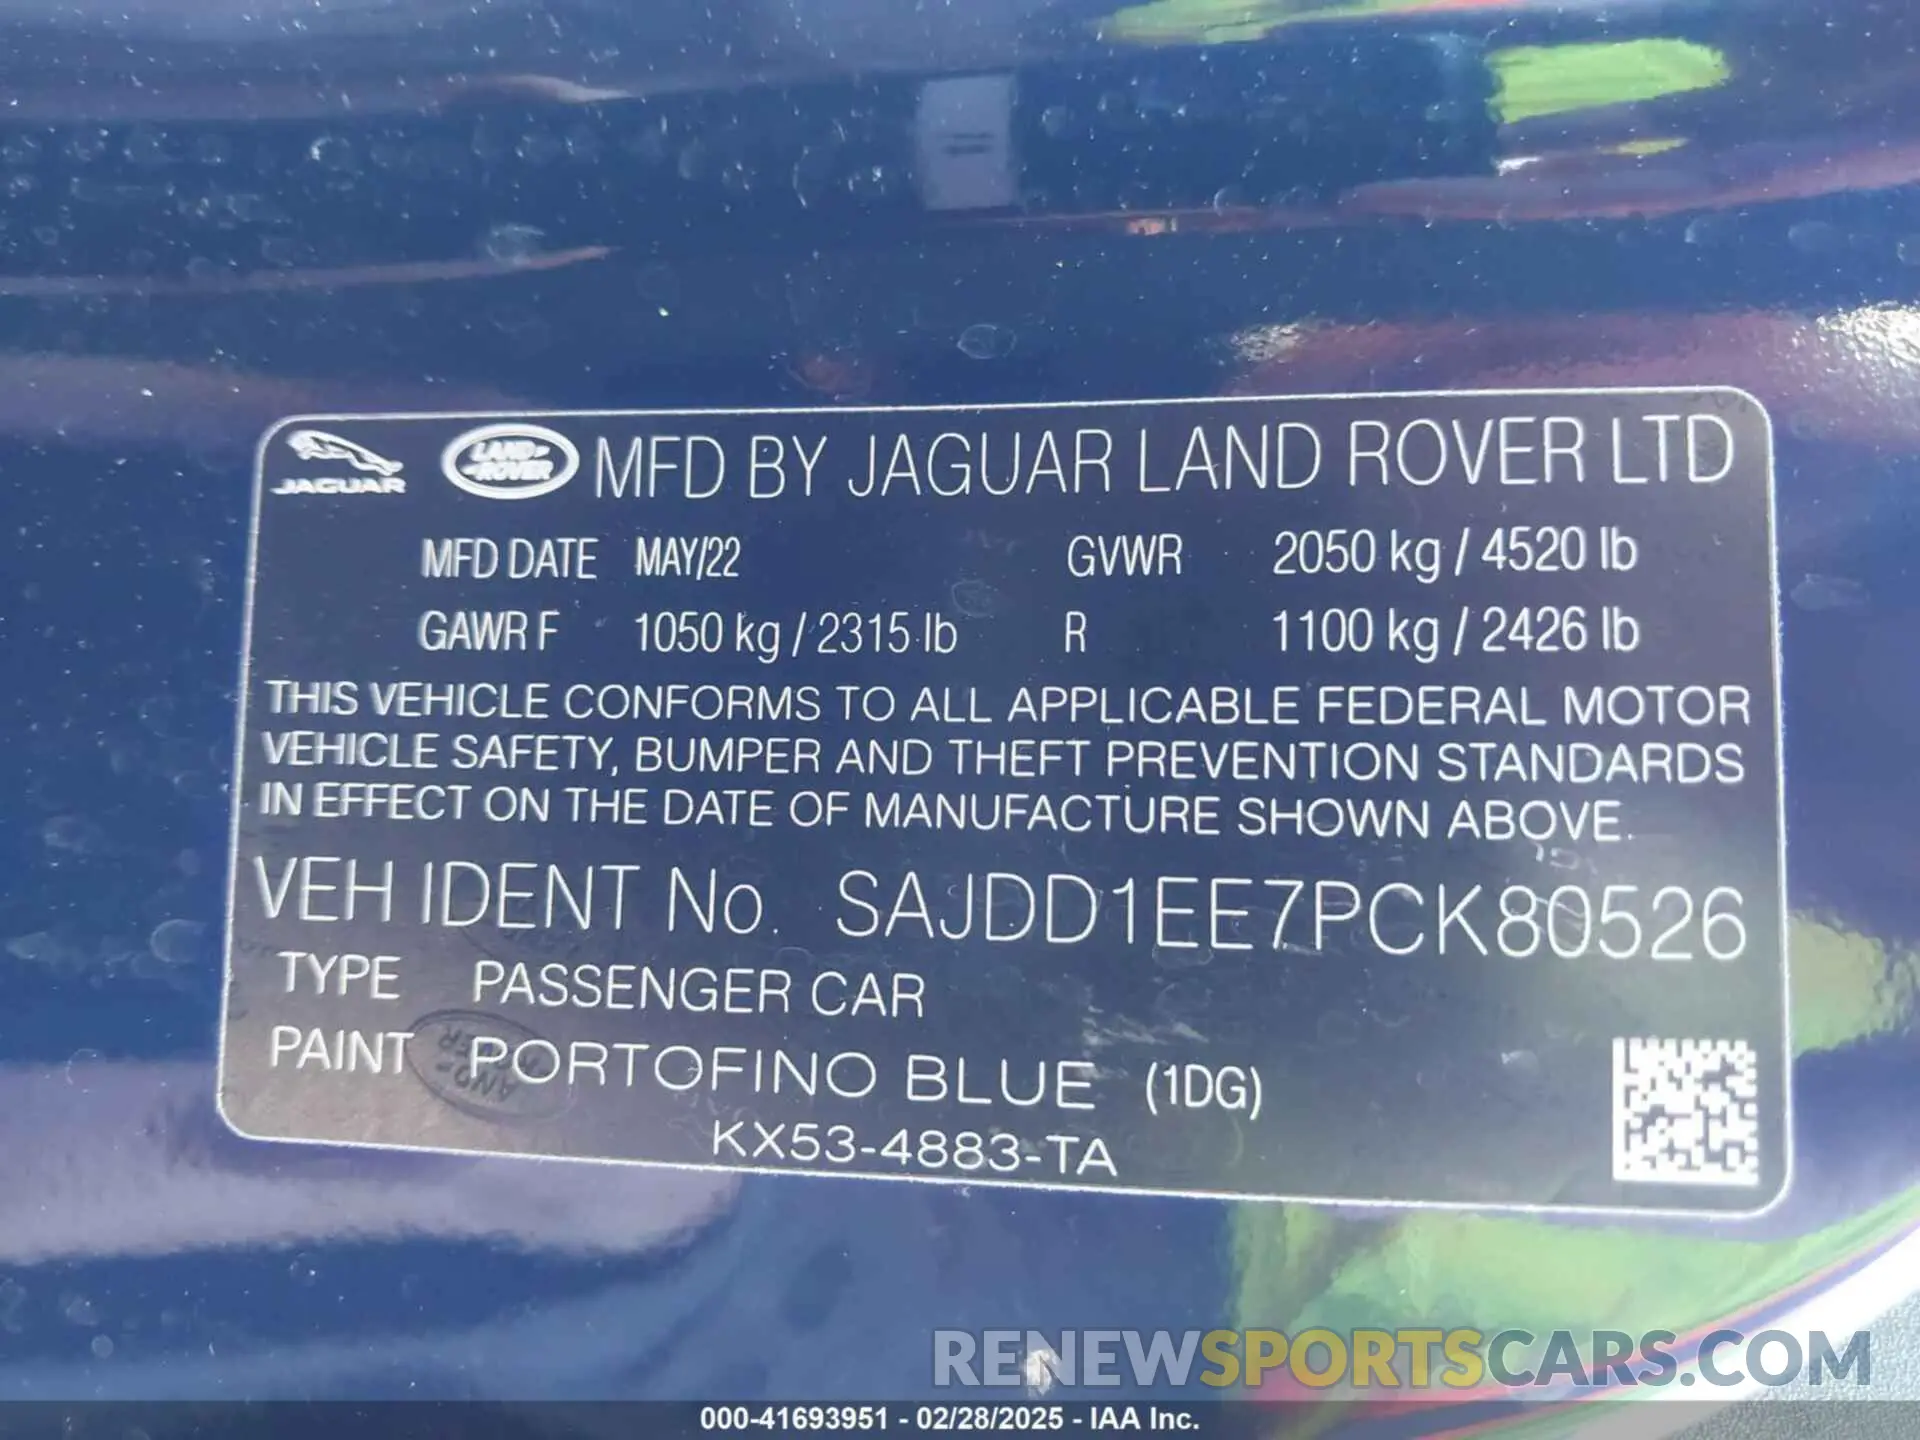 JAGUAR LAND ROVER MFD BY JAGUAR LAND ROVER LTD
MFD DATE MAY/22 GVWR 2050 kg / 4520 lb
GAWR F 1050 kg / 2315 lb R 1100 kg / 2426 lb
THIS VEHICLE CONFORMS TO ALL APPLICABLE FEDERAL MOTOR
VEHICLE SAFETY, BUMPER AND THEFT PREVENTION STANDARDS
IN EFFECT ON THE DATE OF MANUFACTURE SHOWN ABOVE.
VEH IDENT No. SAJDD1EE7PCK80526
TYPE PASSENGER CAR
PAINT PORTOFINO BLUE (1DG)
KX53-4883-TA
RENEWSPORTSCARS.COM
000-41693951 - 02/28/2025 - IAA Inc.